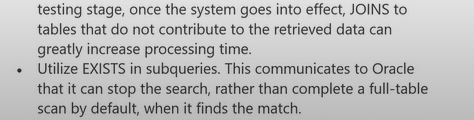 testing stage, once the system goes into effect, JOINS to
tables that do not contribute to the retrieved data can
greatly increase processing time.
• Utilize EXISTS in subqueries. This communicates to Oracle
that it can stop the search, rather than complete a full-table
scan by default, when it finds the match.